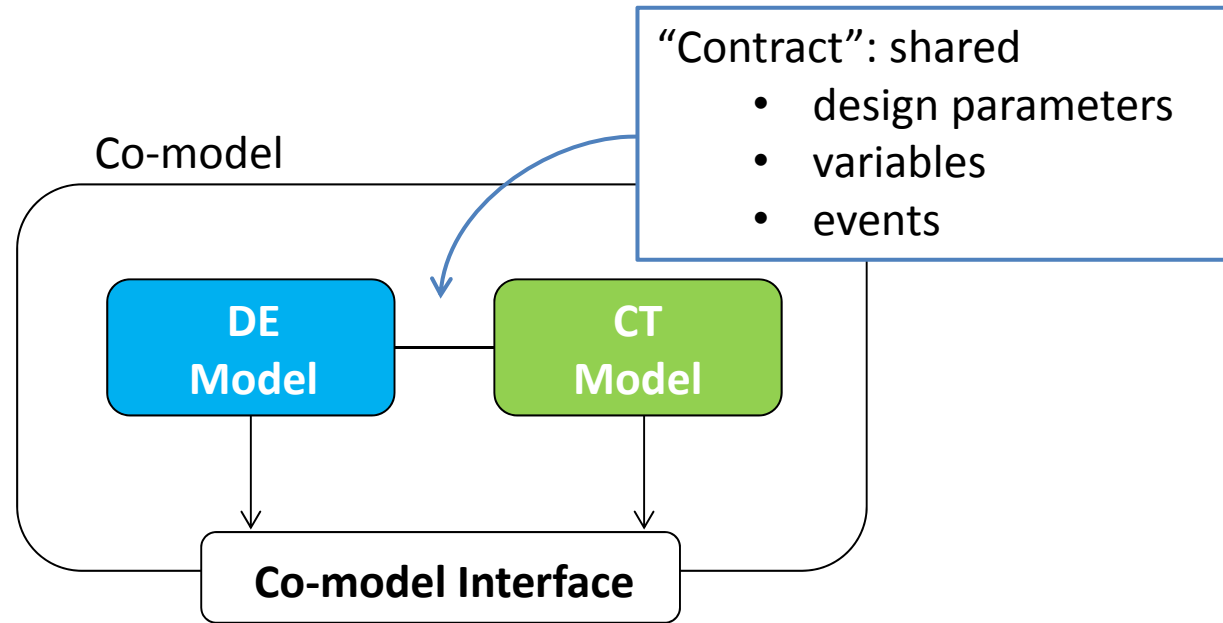 “Contract”: shared
• design parameters
• variables
• events
Co-model
DE
Model
CT
Model
Co-model Interface